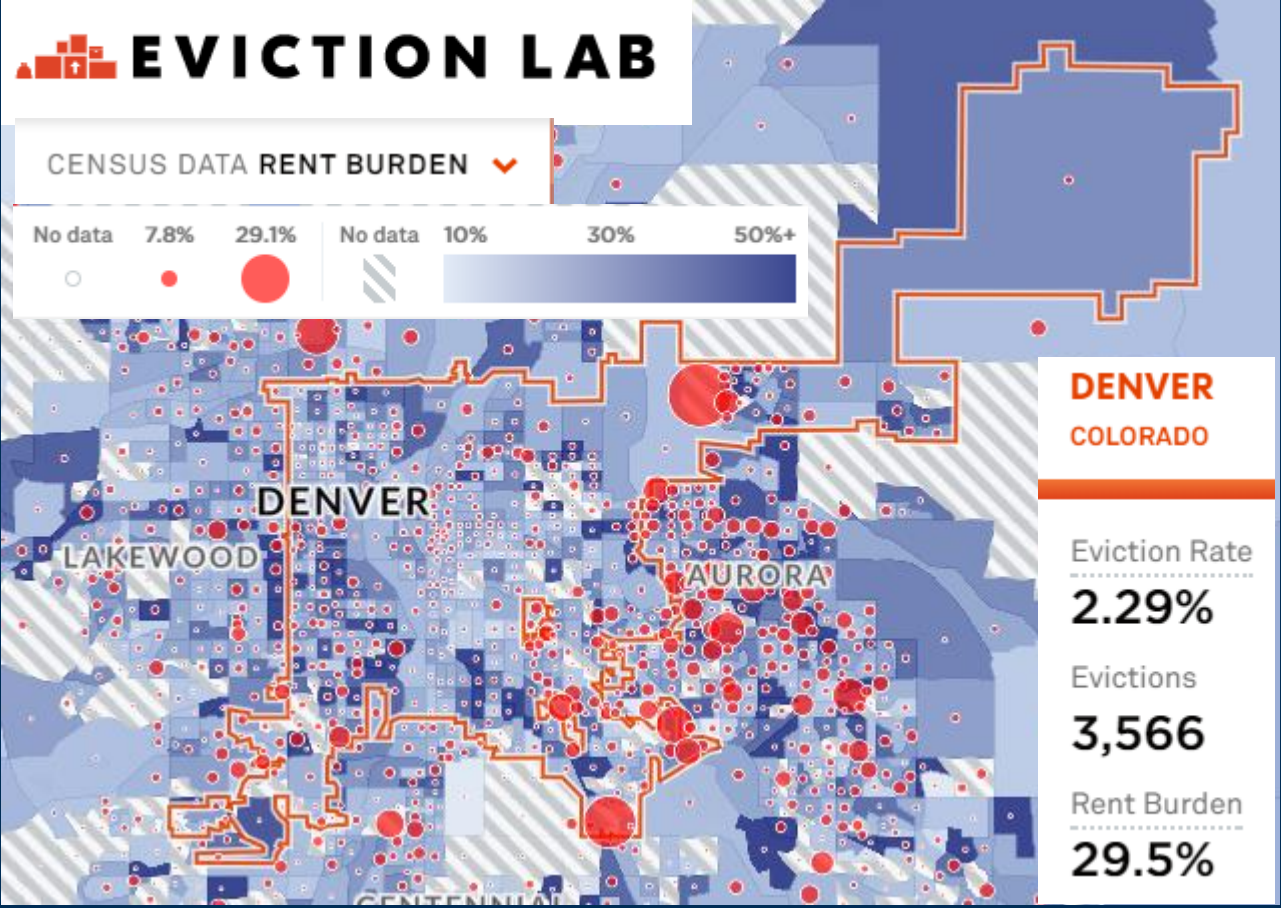 EVICTION LAB
CENSUS DATA RENT BURDEN
No data 7.8% 29.1% No data 10% 30% 50%+
DENVER
COLORADO
Eviction Rate
2.29%
Evictions
3,566
Rent Burden
29.5%
DENVER
LAKEWOOD
AURORA
CENTENNIAL